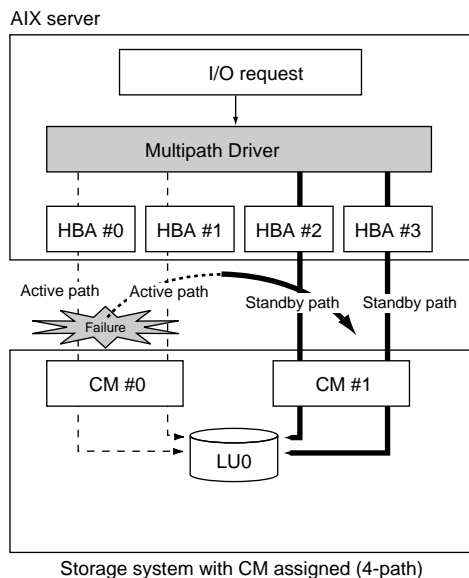 AIX server
I/O request
Multipath Driver
HBA #0
HBA #1
HBA #2
HBA #3
Active path
Active path
Standby path
Standby path
Failure
CM #0
CM #1
LU0
Storage system with CM assigned (4-path)